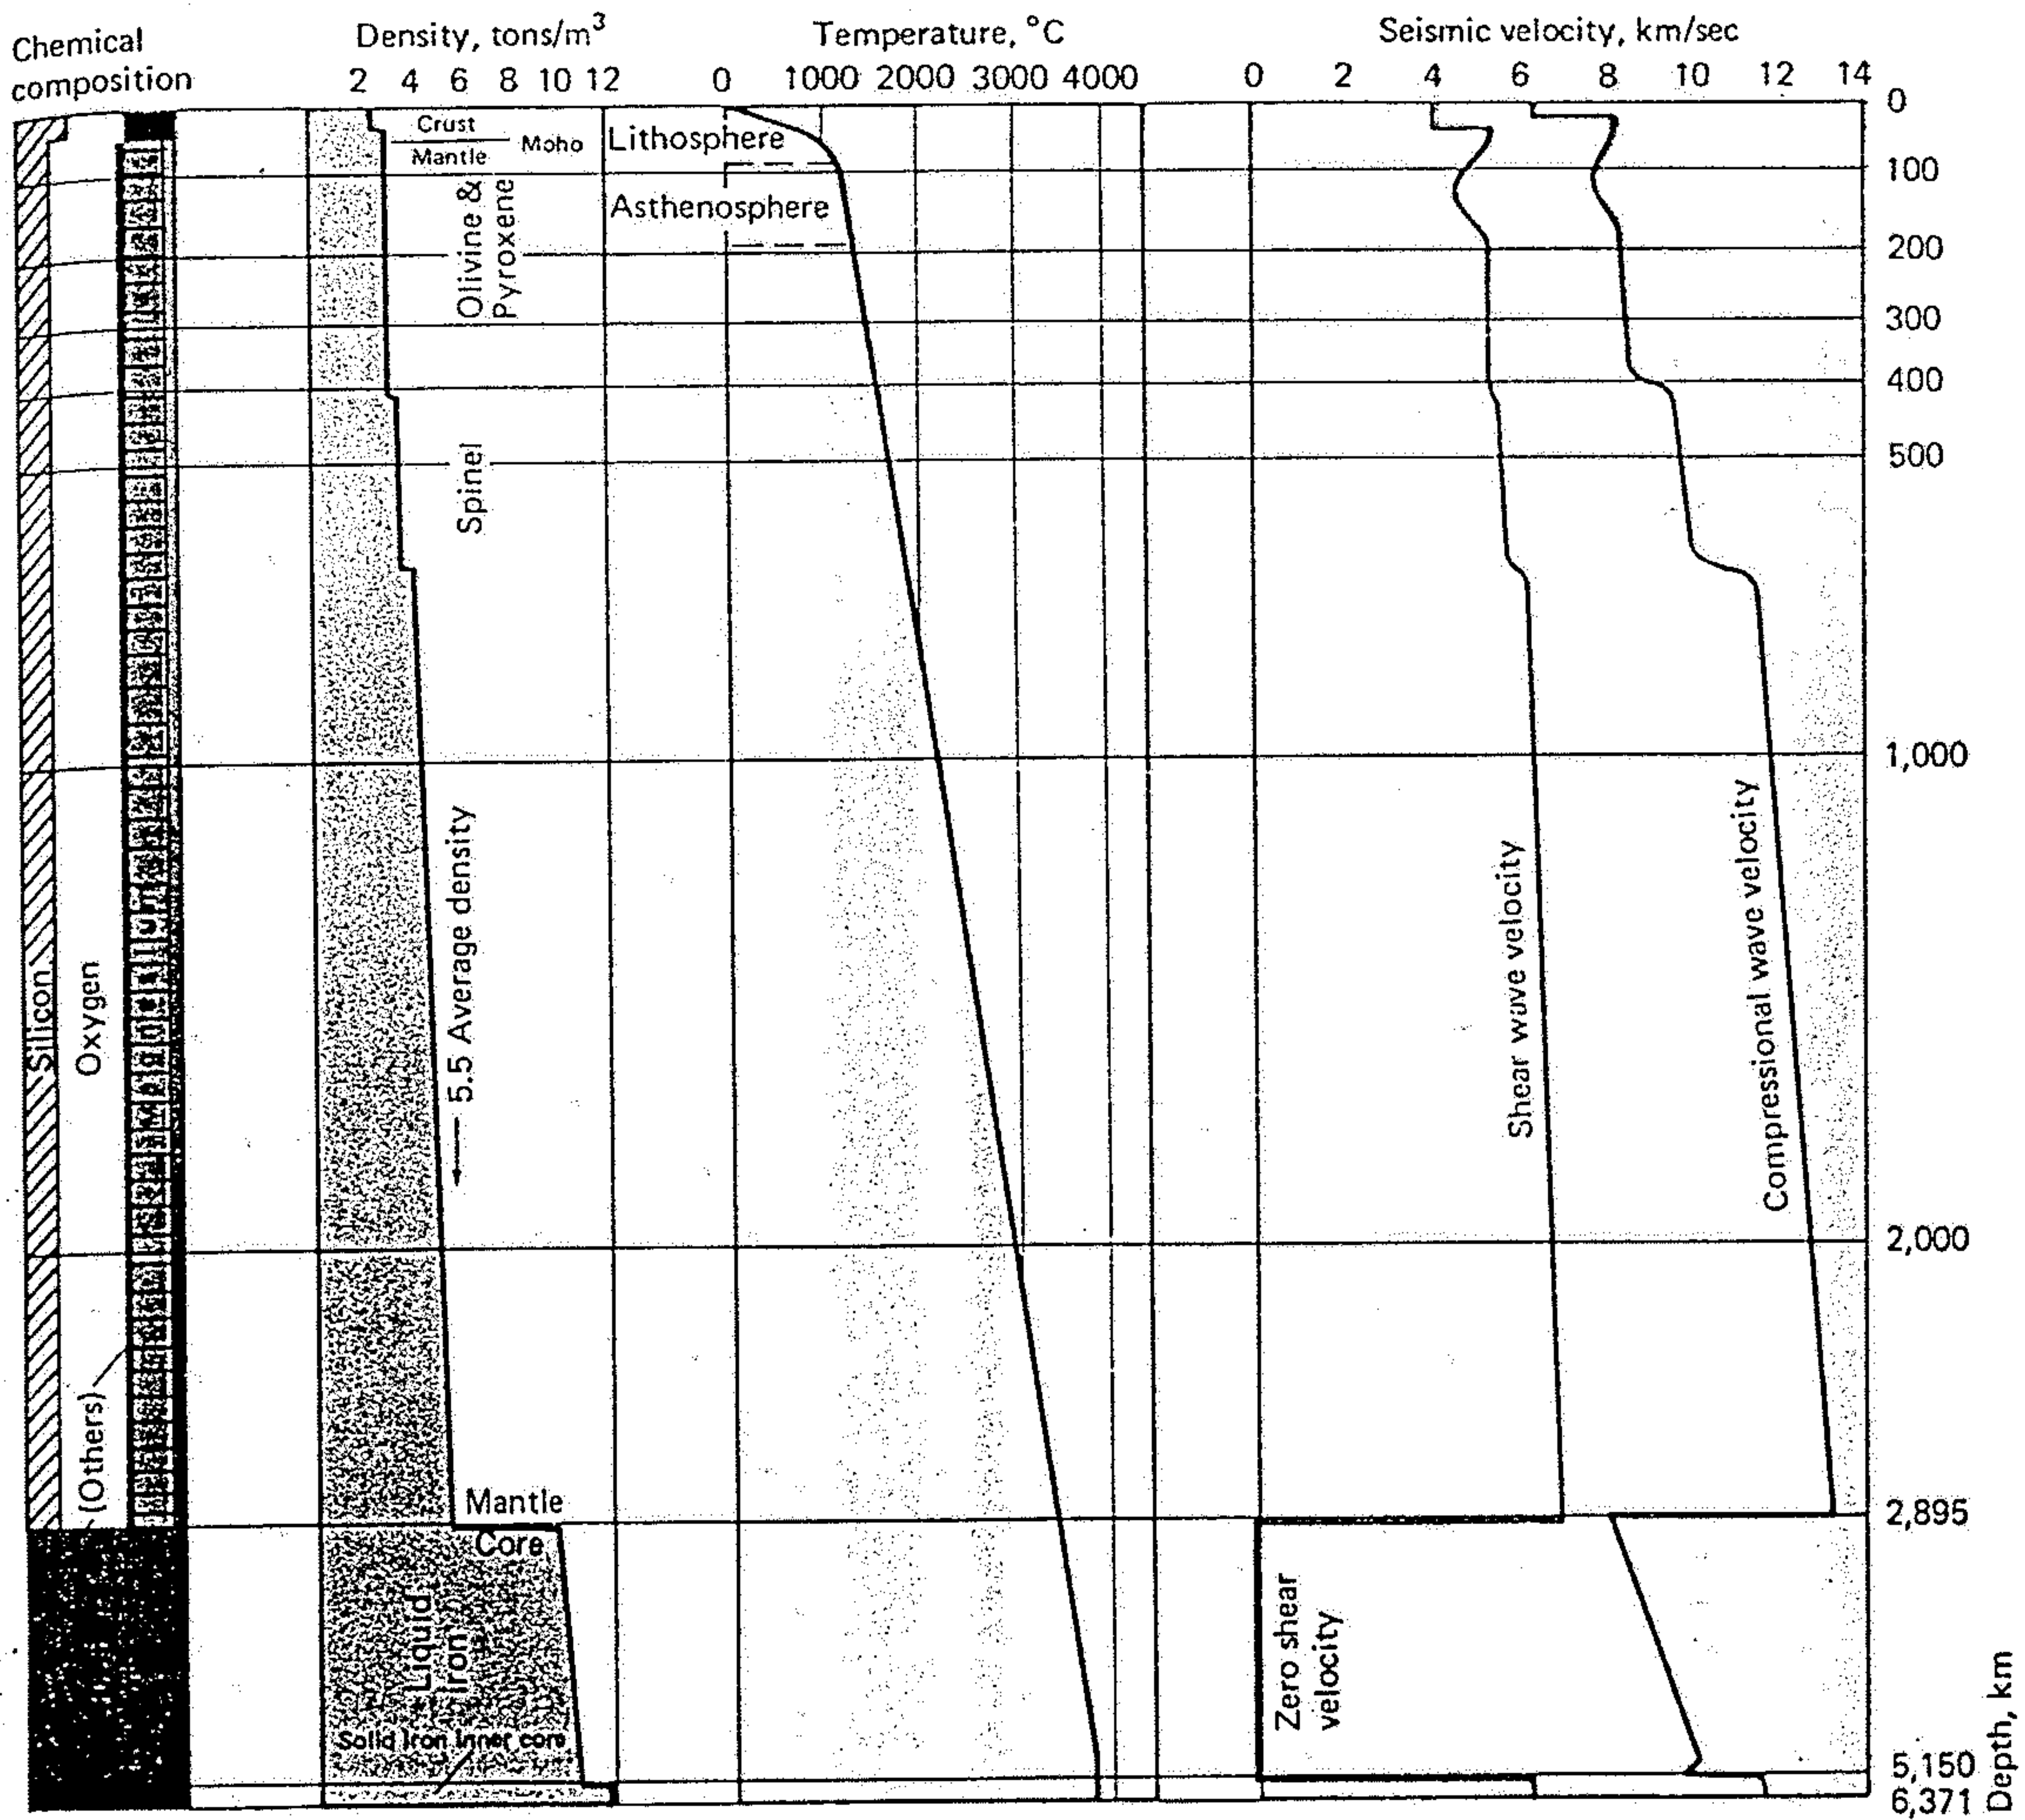 Chemical
composition
Density, tons/m³
2 4 6 8 10 12
Temperature, °C
0 1000 2000 3000 4000
Seismic velocity, km/sec
0 2 4 6 8 10 12 14
Crust
Mantle
Moho
Lithosphere
Asthenosphere
Olivine &
Pyroxene
Spinel
5.5 Average density
Silicon
Oxygen
Magnesium
(Others)
Mantle
Core
Liquid
Iron
Solid Iron Inner core
Shear wave velocity
Compressional wave velocity
Zero shear
velocity
0
100
200
300
400
500
1,000
2,000
2,895
5,150
6,371
Depth, km